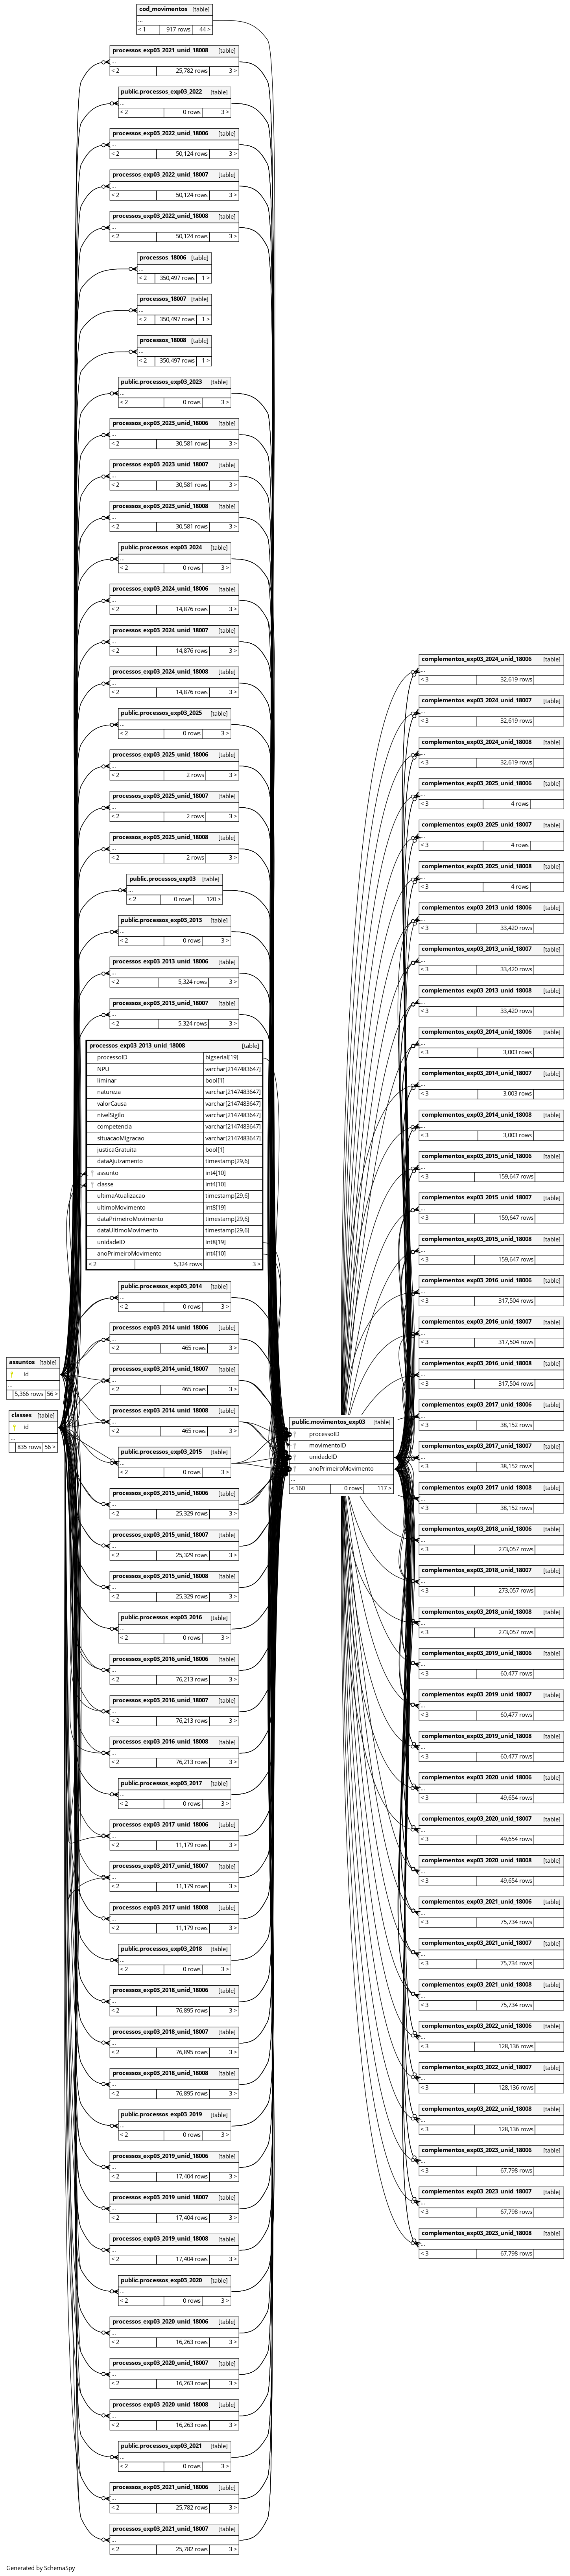 cod_movimentos [table]
...
< 1 917 rows 44 >
processos_exp03_2021_unid_18008 [table]
...
< 2 25,782 rows 3 >
public.processos_exp03_2022 [table]
...
< 2 0 rows 3 >
processos_exp03_2022_unid_18006 [table]
...
< 2 50,124 rows 3 >
processos_exp03_2022_unid_18007 [table]
...
< 2 50,124 rows 3 >
processos_exp03_2022_unid_18008 [table]
...
< 2 50,124 rows 3 >
processos_18006 [table]
...
< 2 350,497 rows 1 >
processos_18007 [table]
...
< 2 350,497 rows 1 >
processos_18008 [table]
...
< 2 350,497 rows 1 >
public.processos_exp03_2023 [table]
...
< 2 0 rows 3 >
processos_exp03_2023_unid_18006 [table]
...
< 2 30,581 rows 3 >
processos_exp03_2023_unid_18007 [table]
...
< 2 30,581 rows 3 >
processos_exp03_2023_unid_18008 [table]
...
< 2 30,581 rows 3 >
public.processos_exp03_2024 [table]
...
< 2 0 rows 3 >
processos_exp03_2024_unid_18006 [table]
...
< 2 14,876 rows 3 >
processos_exp03_2024_unid_18007 [table]
...
< 2 14,876 rows 3 >
processos_exp03_2024_unid_18008 [table]
...
< 2 14,876 rows 3 >
public.processos_exp03_2025 [table]
...
< 2 0 rows 3 >
processos_exp03_2025_unid_18006 [table]
...
< 2 2 rows 3 >
processos_exp03_2025_unid_18007 [table]
...
< 2 2 rows 3 >
processos_exp03_2025_unid_18008 [table]
...
< 2 2 rows 3 >
public.processos_exp03 [table]
...
< 2 0 rows 120 >
public.processos_exp03_2013 [table]
...
< 2 0 rows 3 >
processos_exp03_2013_unid_18006 [table]
...
< 2 5,324 rows 3 >
processos_exp03_2013_unid_18007 [table]
...
< 2 5,324 rows 3 >
processos_exp03_2013_unid_18008 [table]
processoID bigserial[19]
NPU varchar[2147483647]
liminar bool[1]
natureza varchar[2147483647]
valorCausa varchar[2147483647]
nivelSigilo varchar[2147483647]
competencia varchar[2147483647]
situacaoMigracao varchar[2147483647]
justicaGratuita bool[1]
dataAjuizamento timestamp[29,6]
assunto int4[10]
classe int4[10]
ultimaAtualizacao timestamp[29,6]
ultimoMovimento int8[19]
dataPrimeiroMovimento timestamp[29,6]
dataUltimoMovimento timestamp[29,6]
unidadeID int8[19]
anoPrimeiroMovimento int4[10]
< 2 5,324 rows 3 >
public.processos_exp03_2014 [table]
...
< 2 0 rows 3 >
processos_exp03_2014_unid_18006 [table]
...
< 2 465 rows 3 >
processos_exp03_2014_unid_18007 [table]
...
< 2 465 rows 3 >
processos_exp03_2014_unid_18008 [table]
...
< 2 465 rows 3 >
public.processos_exp03_2015 [table]
...
< 2 0 rows 3 >
processos_exp03_2015_unid_18006 [table]
...
< 2 25,329 rows 3 >
processos_exp03_2015_unid_18007 [table]
...
< 2 25,329 rows 3 >
processos_exp03_2015_unid_18008 [table]
...
< 2 25,329 rows 3 >
public.processos_exp03_2016 [table]
...
< 2 0 rows 3 >
processos_exp03_2016_unid_18006 [table]
...
< 2 76,213 rows 3 >
processos_exp03_2016_unid_18007 [table]
...
< 2 76,213 rows 3 >
processos_exp03_2016_unid_18008 [table]
...
< 2 76,213 rows 3 >
public.processos_exp03_2017 [table]
...
< 2 0 rows 3 >
processos_exp03_2017_unid_18006 [table]
...
< 2 11,179 rows 3 >
processos_exp03_2017_unid_18007 [table]
...
< 2 11,179 rows 3 >
processos_exp03_2017_unid_18008 [table]
...
< 2 11,179 rows 3 >
public.processos_exp03_2018 [table]
...
< 2 0 rows 3 >
processos_exp03_2018_unid_18006 [table]
...
< 2 76,895 rows 3 >
processos_exp03_2018_unid_18007 [table]
...
< 2 76,895 rows 3 >
processos_exp03_2018_unid_18008 [table]
...
< 2 76,895 rows 3 >
public.processos_exp03_2019 [table]
...
< 2 0 rows 3 >
processos_exp03_2019_unid_18006 [table]
...
< 2 17,404 rows 3 >
processos_exp03_2019_unid_18007 [table]
...
< 2 17,404 rows 3 >
processos_exp03_2019_unid_18008 [table]
...
< 2 17,404 rows 3 >
public.processos_exp03_2020 [table]
...
< 2 0 rows 3 >
processos_exp03_2020_unid_18006 [table]
...
< 2 16,263 rows 3 >
processos_exp03_2020_unid_18007 [table]
...
< 2 16,263 rows 3 >
processos_exp03_2020_unid_18008 [table]
...
< 2 16,263 rows 3 >
public.processos_exp03_2021 [table]
...
< 2 0 rows 3 >
processos_exp03_2021_unid_18006 [table]
...
< 2 25,782 rows 3 >
processos_exp03_2021_unid_18007 [table]
...
< 2 25,782 rows 3 >
assuntos [table]
id
...
5,366 rows 56 >
classes [table]
id
...
835 rows 56 >
public.movimentos_exp03 [table]
processoID
movimentoID
unidadeID
anoPrimeiroMovimento
...
< 160 0 rows 117 >
complementos_exp03_2024_unid_18006 [table]
...
< 3 32,619 rows
complementos_exp03_2024_unid_18007 [table]
...
< 3 32,619 rows
complementos_exp03_2024_unid_18008 [table]
...
< 3 32,619 rows
complementos_exp03_2025_unid_18006 [table]
...
< 3 4 rows
complementos_exp03_2025_unid_18007 [table]
...
< 3 4 rows
complementos_exp03_2025_unid_18008 [table]
...
< 3 4 rows
complementos_exp03_2013_unid_18006 [table]
...
< 3 33,420 rows
complementos_exp03_2013_unid_18007 [table]
...
< 3 33,420 rows
complementos_exp03_2013_unid_18008 [table]
...
< 3 33,420 rows
complementos_exp03_2014_unid_18006 [table]
...
< 3 3,003 rows
complementos_exp03_2014_unid_18007 [table]
...
< 3 3,003 rows
complementos_exp03_2014_unid_18008 [table]
...
< 3 3,003 rows
complementos_exp03_2015_unid_18006 [table]
...
< 3 159,647 rows
complementos_exp03_2015_unid_18007 [table]
...
< 3 159,647 rows
complementos_exp03_2015_unid_18008 [table]
...
< 3 159,647 rows
complementos_exp03_2016_unid_18006 [table]
...
< 3 317,504 rows
complementos_exp03_2016_unid_18007 [table]
...
< 3 317,504 rows
complementos_exp03_2016_unid_18008 [table]
...
< 3 317,504 rows
complementos_exp03_2017_unid_18006 [table]
...
< 3 38,152 rows
complementos_exp03_2017_unid_18007 [table]
...
< 3 38,152 rows
complementos_exp03_2017_unid_18008 [table]
...
< 3 38,152 rows
complementos_exp03_2018_unid_18006 [table]
...
< 3 273,057 rows
complementos_exp03_2018_unid_18007 [table]
...
< 3 273,057 rows
complementos_exp03_2018_unid_18008 [table]
...
< 3 273,057 rows
complementos_exp03_2019_unid_18006 [table]
...
< 3 60,477 rows
complementos_exp03_2019_unid_18007 [table]
...
< 3 60,477 rows
complementos_exp03_2019_unid_18008 [table]
...
< 3 60,477 rows
complementos_exp03_2020_unid_18006 [table]
...
< 3 49,654 rows
complementos_exp03_2020_unid_18007 [table]
...
< 3 49,654 rows
complementos_exp03_2020_unid_18008 [table]
...
< 3 49,654 rows
complementos_exp03_2021_unid_18006 [table]
...
< 3 75,734 rows
complementos_exp03_2021_unid_18007 [table]
...
< 3 75,734 rows
complementos_exp03_2021_unid_18008 [table]
...
< 3 75,734 rows
complementos_exp03_2022_unid_18006 [table]
...
< 3 128,136 rows
complementos_exp03_2022_unid_18007 [table]
...
< 3 128,136 rows
complementos_exp03_2022_unid_18008 [table]
...
< 3 128,136 rows
complementos_exp03_2023_unid_18006 [table]
...
< 3 67,798 rows
complementos_exp03_2023_unid_18007 [table]
...
< 3 67,798 rows
complementos_exp03_2023_unid_18008 [table]
...
< 3 67,798 rows
Generated by SchemaSpy